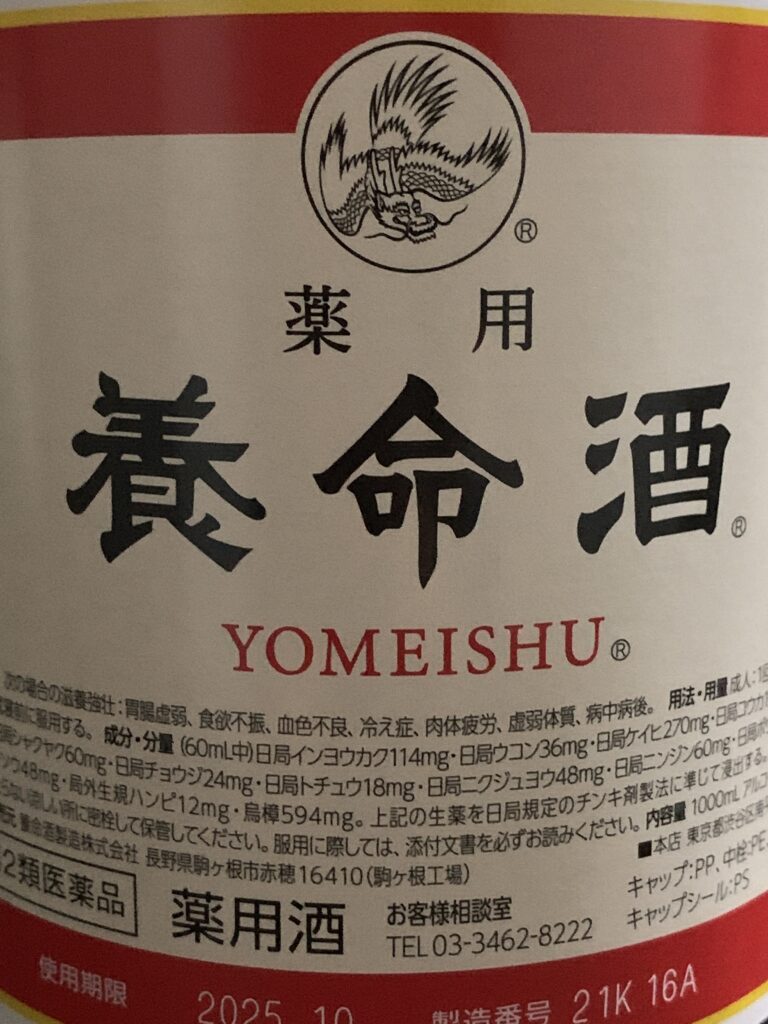 ®
薬用
養命酒®
YOMEISHU®
次の場合の滋養強壮:胃腸虚弱、食欲不振、血色不良、冷え症、肉体疲労、虚弱体質、病中病後。 用法・用量 成人:1回
前に服用する。 成分・分量 (60mL中)日局インヨウカク114mg・日局ウコン36mg・日局ケイヒ270mg・日局コウカ
シャクヤク60mg・日局チョウジ24mg・日局トチュウ18mg・日局ニクジュヨウ48mg・日局ニンジン60mg・日局
48mg・局外生規ハンピ12mg・烏樟594mg。上記の生薬を日局規定のチンキ剤製法に準じて浸出する。
涼しい所に密栓して保管してください。服用に際しては、添付文書を必ずお読みください。 内容量 1000mL アルコ
養命酒製造株式会社 長野県駒ヶ根市赤穂16410(駒ヶ根工場) ■本店 東京都渋谷区南平
2類医薬品
薬用酒
お客様相談室
TEL 03-3462-8222
キャップ:PP、中栓:PE、
キャップシール:PS
使用期限 2025.10 製造番号 21K 16A